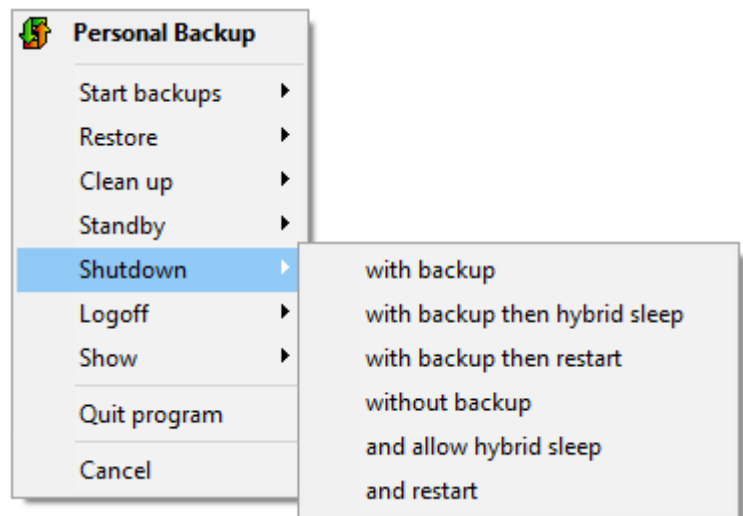 Personal Backup
Start backups
Restore
Clean up
Standby
Shutdown
Logoff
Show
Quit program
Cancel
with backup
with backup then hybrid sleep
with backup then restart
without backup
and allow hybrid sleep
and restart